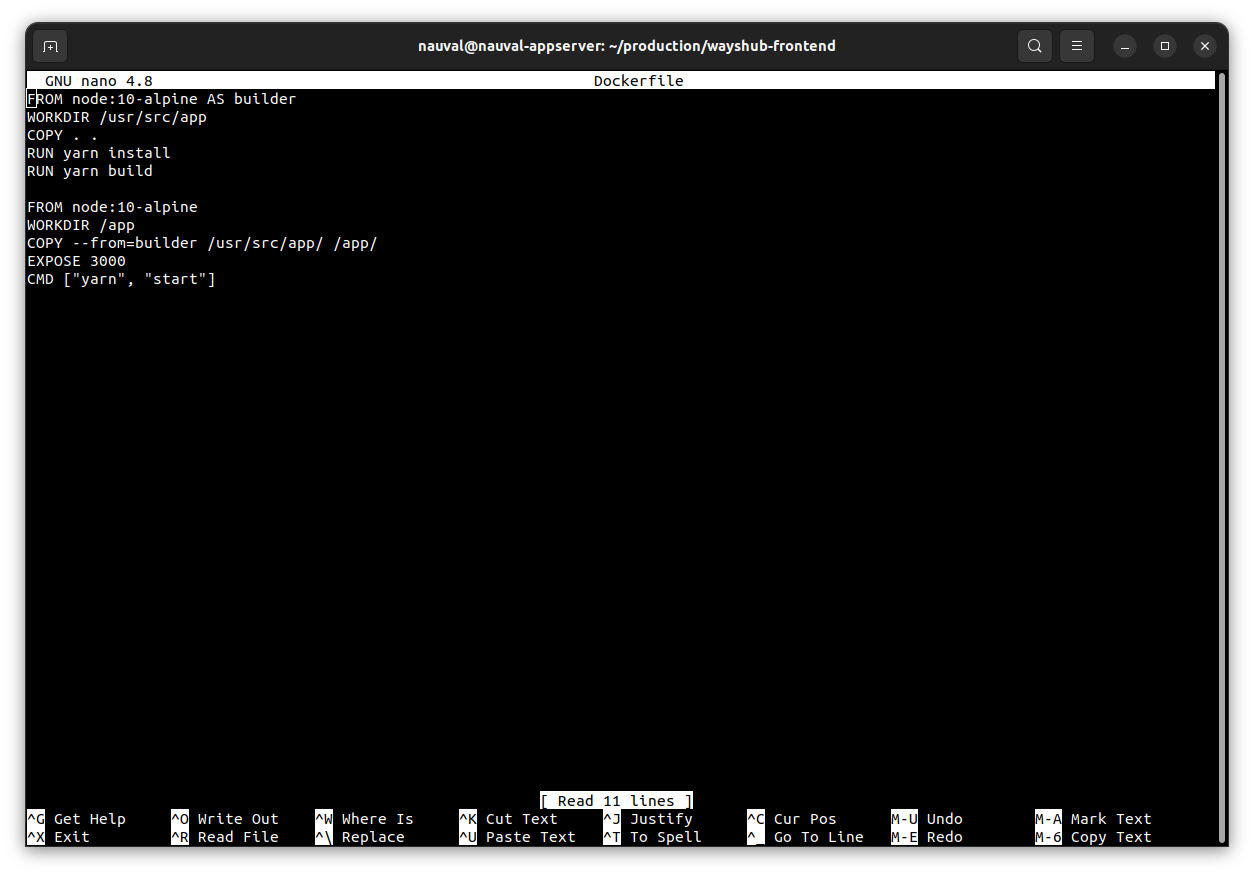 nauval@nauval-appserver: ~/production/wayshub-frontend
GNU nano 4.8 Dockerfile
FROM node:10-alpine AS builder
WORKDIR /usr/src/app
COPY . .
RUN yarn install
RUN yarn build
FROM node:10-alpine
WORKDIR /app
COPY --from=builder /usr/src/app/ /app/
EXPOSE 3000
CMD ["yarn", "start"]
[ Read 11 lines ]
^G Get Help ^O Write Out ^W Where Is ^K Cut Text ^J Justify ^C Cur Pos M-U Undo M-A Mark Text
^X Exit ^R Read File ^\ Replace ^U Paste Text ^T To Spell ^_ Go To Line M-E Redo M-6 Copy Text